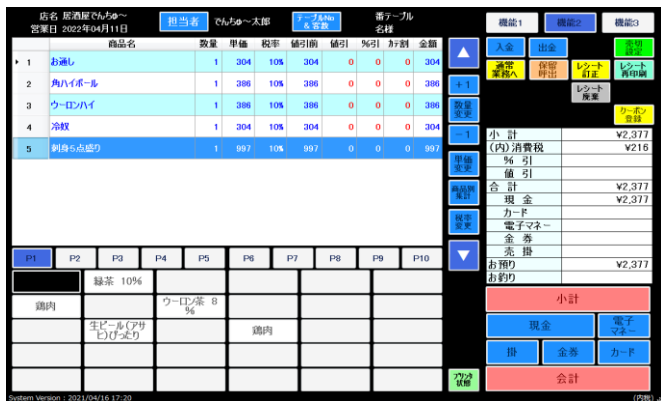 店名 居酒屋でんちゅ～
営業日 2022年04月11日
担当者 でんちゅ～太郎
テーブルNo
& 客数
番テーブル
名様
機能1 機能2 機能3
商品名 数量 単価 税率 値引前 値引 %引 カテ割 金額
1 お通し 1 304 10% 304 0 0 0 304
2 角ハイボール 1 386 10% 386 0 0 0 386
3 ウーロンハイ 1 386 10% 386 0 0 0 386
4 冷奴 1 304 10% 304 0 0 0 304
5 刺身5点盛り 1 997 10% 997 0 0 0 997
+1
数量
変更
-1
単価
変更
商品別
集計
税率
変更
入金 出金 売切
設定
通常
業務へ
保留
呼出
レシート
訂正
レシート
再印刷
レシート
廃棄
クーポン
登録
小 計 ¥2,377
(内)消費税 ¥216
% 引
値 引
合 計 ¥2,377
現 金 ¥2,377
カード
電子マネー
金 券
売 掛
お預り ¥2,377
お釣り
P1 P2 P3 P4 P5 P6 P7 P8 P9 P10
緑茶 10%
鶏肉 ウーロン茶 8
%
生ビール(アサ
ヒ)ぴったり
鶏肉
小計
現金 電子
マネー
掛 金券 カード
会計
プリンタ
状態
System Version : 2021/04/16 17:20
(内税)